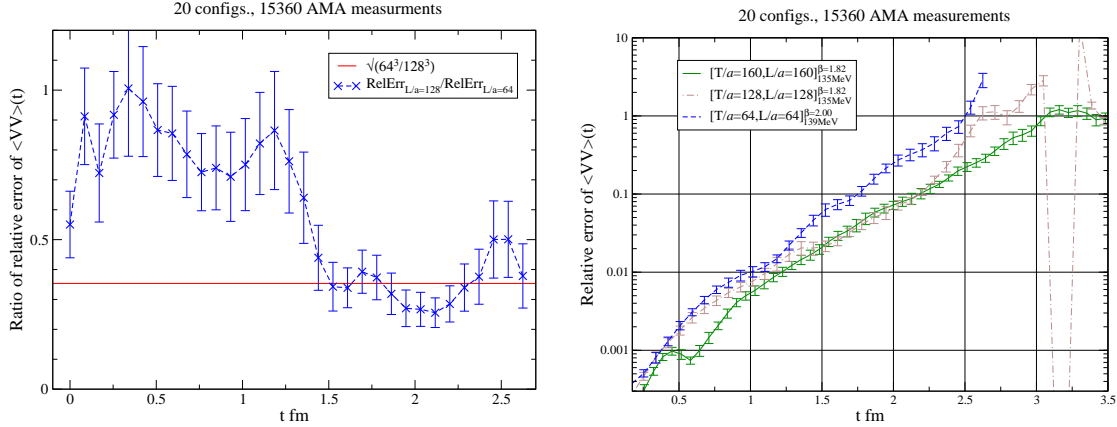 20 configs., 15360 AMA measurments
Ratio of relative error of <VV>(t)
1
0.5
0
√(64³/128³)
RelErr_{L/a=128}/RelErr_{L/a=64}
0 0.5 1 1.5 2 2.5
t fm
20 configs., 15360 AMA measurements
Relative error of <VV>(t)
10
1
0.1
0.01
0.001
[T/a=160,L/a=160]^{β=1.82}_{135MeV}
[T/a=128,L/a=128]^{β=1.82}_{135MeV}
[T/a=64,L/a=64]^{β=2.00}_{139MeV}
0.5 1 1.5 2 2.5 3 3.5
t fm